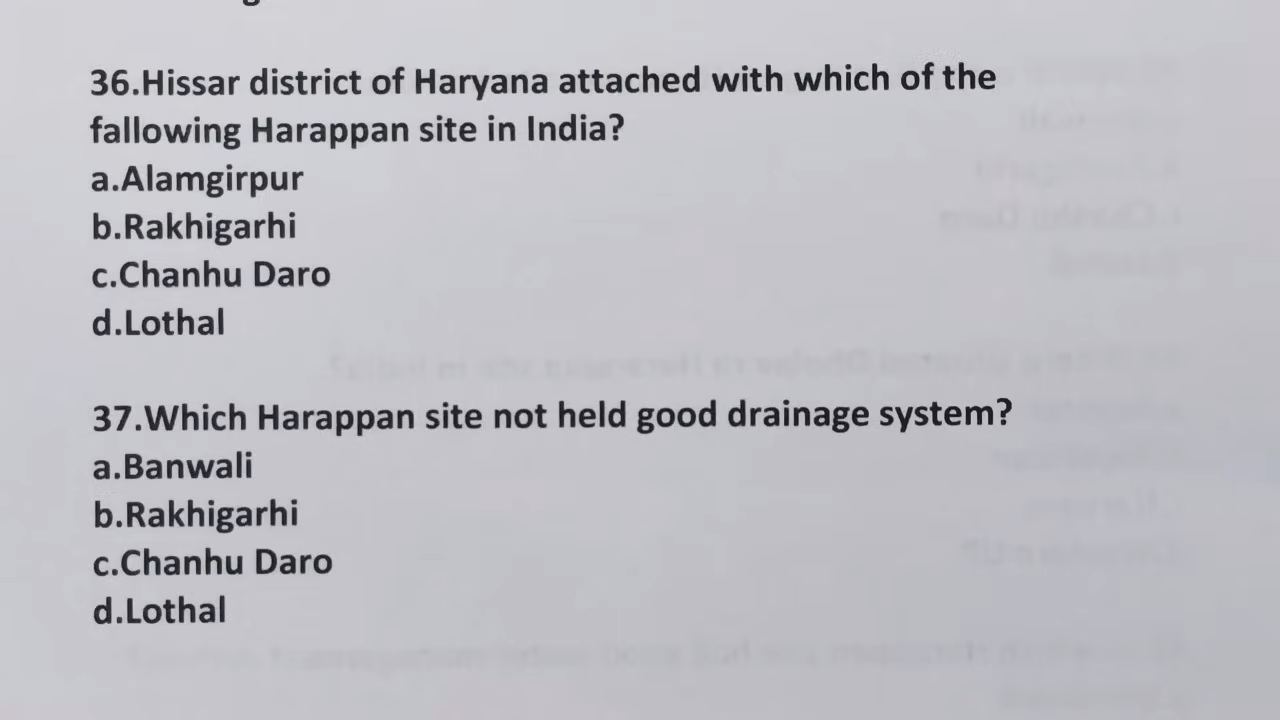 36.Hissar district of Haryana attached with which of the
fallowing Harappan site in India?
a.Alamgirpur
b.Rakhigarhi
c.Chanhu Daro
d.Lothal
37.Which Harappan site not held good drainage system?
a.Banwali
b.Rakhigarhi
c.Chanhu Daro
d.Lothal